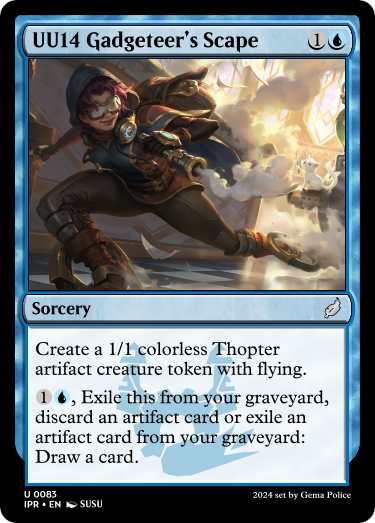 UU14 Gadgeteer's Scape 1
Sorcery
Create a 1/1 colorless Thopter
artifact creature token with flying.
1, Exile this from your graveyard,
discard an artifact card or exile an
artifact card from your graveyard:
Draw a card.
U 0083
IPR • EN SUSU
2024 set by Gema Police